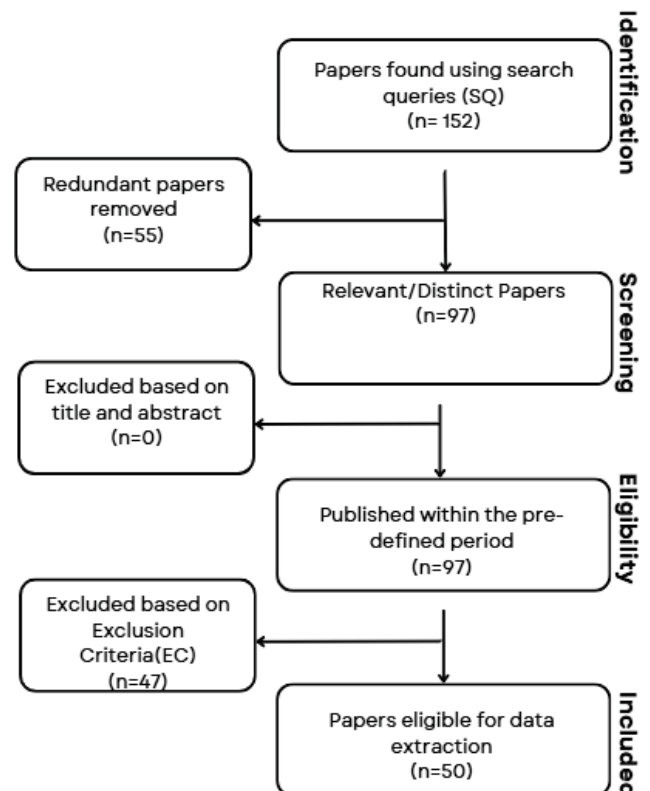 Identification
Papers found using search
queries (SQ)
(n= 152)
Redundant papers
removed
(n=55)
Screening
Relevant/Distinct Papers
(n=97)
Excluded based on
title and abstract
(n=0)
Eligibility
Published within the pre-
defined period
(n=97)
Excluded based on
Exclusion
Criteria(EC)
(n=47)
Included
Papers eligible for data
extraction
(n=50)